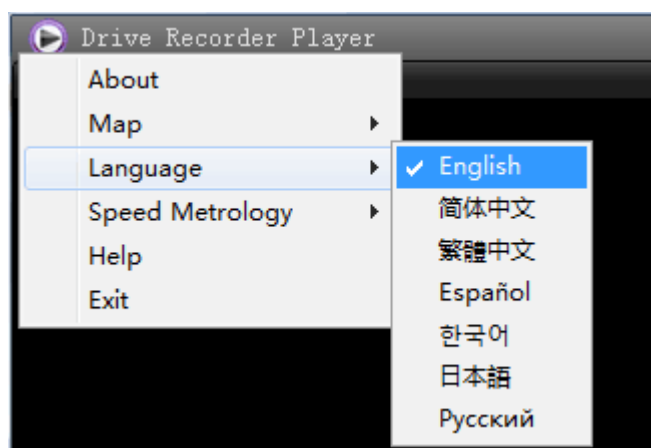 Drive Recorder Player
About
Map
Language
Speed Metrology
Help
Exit
English
简体中文
繁體中文
Español
한국어
日本語
Русский